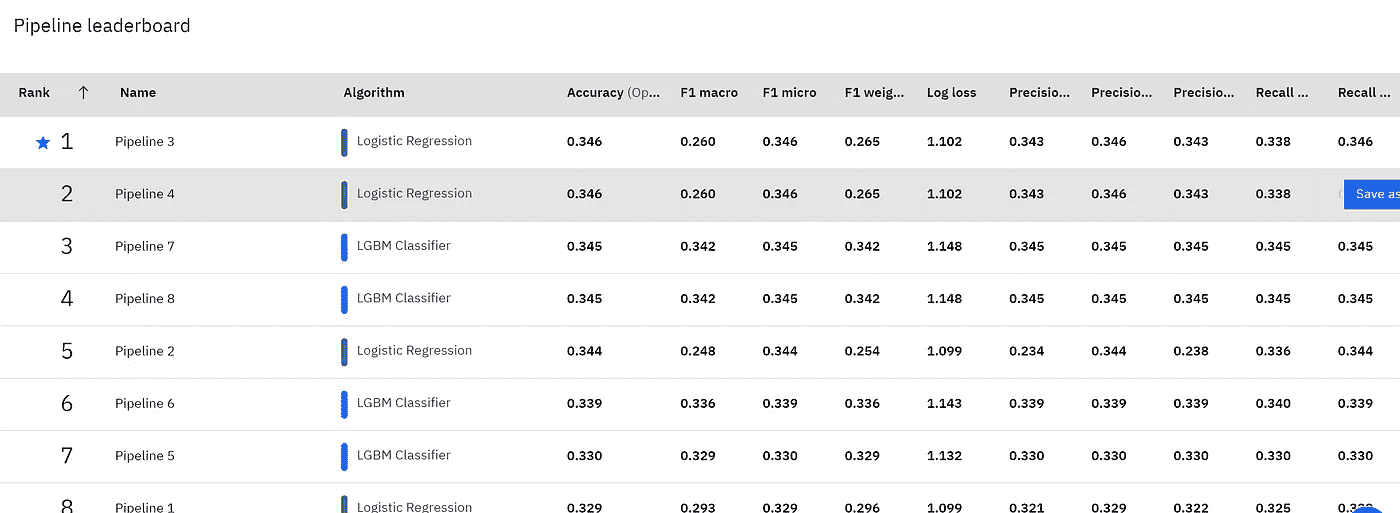 Pipeline leaderboard
Rank ↑ Name Algorithm Accuracy (Op... F1 macro F1 micro F1 weig... Log loss Precisio... Precisio... Precisio... Recall ... Recall ...
★ 1 Pipeline 3 Logistic Regression 0.346 0.260 0.346 0.265 1.102 0.343 0.346 0.343 0.338 0.346
2 Pipeline 4 Logistic Regression 0.346 0.260 0.346 0.265 1.102 0.343 0.346 0.343 0.338 Save as
3 Pipeline 7 LGBM Classifier 0.345 0.342 0.345 0.342 1.148 0.345 0.345 0.345 0.345 0.345
4 Pipeline 8 LGBM Classifier 0.345 0.342 0.345 0.342 1.148 0.345 0.345 0.345 0.345 0.345
5 Pipeline 2 Logistic Regression 0.344 0.248 0.344 0.254 1.099 0.234 0.344 0.238 0.336 0.344
6 Pipeline 6 LGBM Classifier 0.339 0.336 0.339 0.336 1.143 0.339 0.339 0.339 0.340 0.339
7 Pipeline 5 LGBM Classifier 0.330 0.329 0.330 0.329 1.132 0.330 0.330 0.330 0.330 0.330
8 Pipeline 1 Logistic Regression 0.329 0.293 0.329 0.296 1.099 0.321 0.329 0.322 0.325